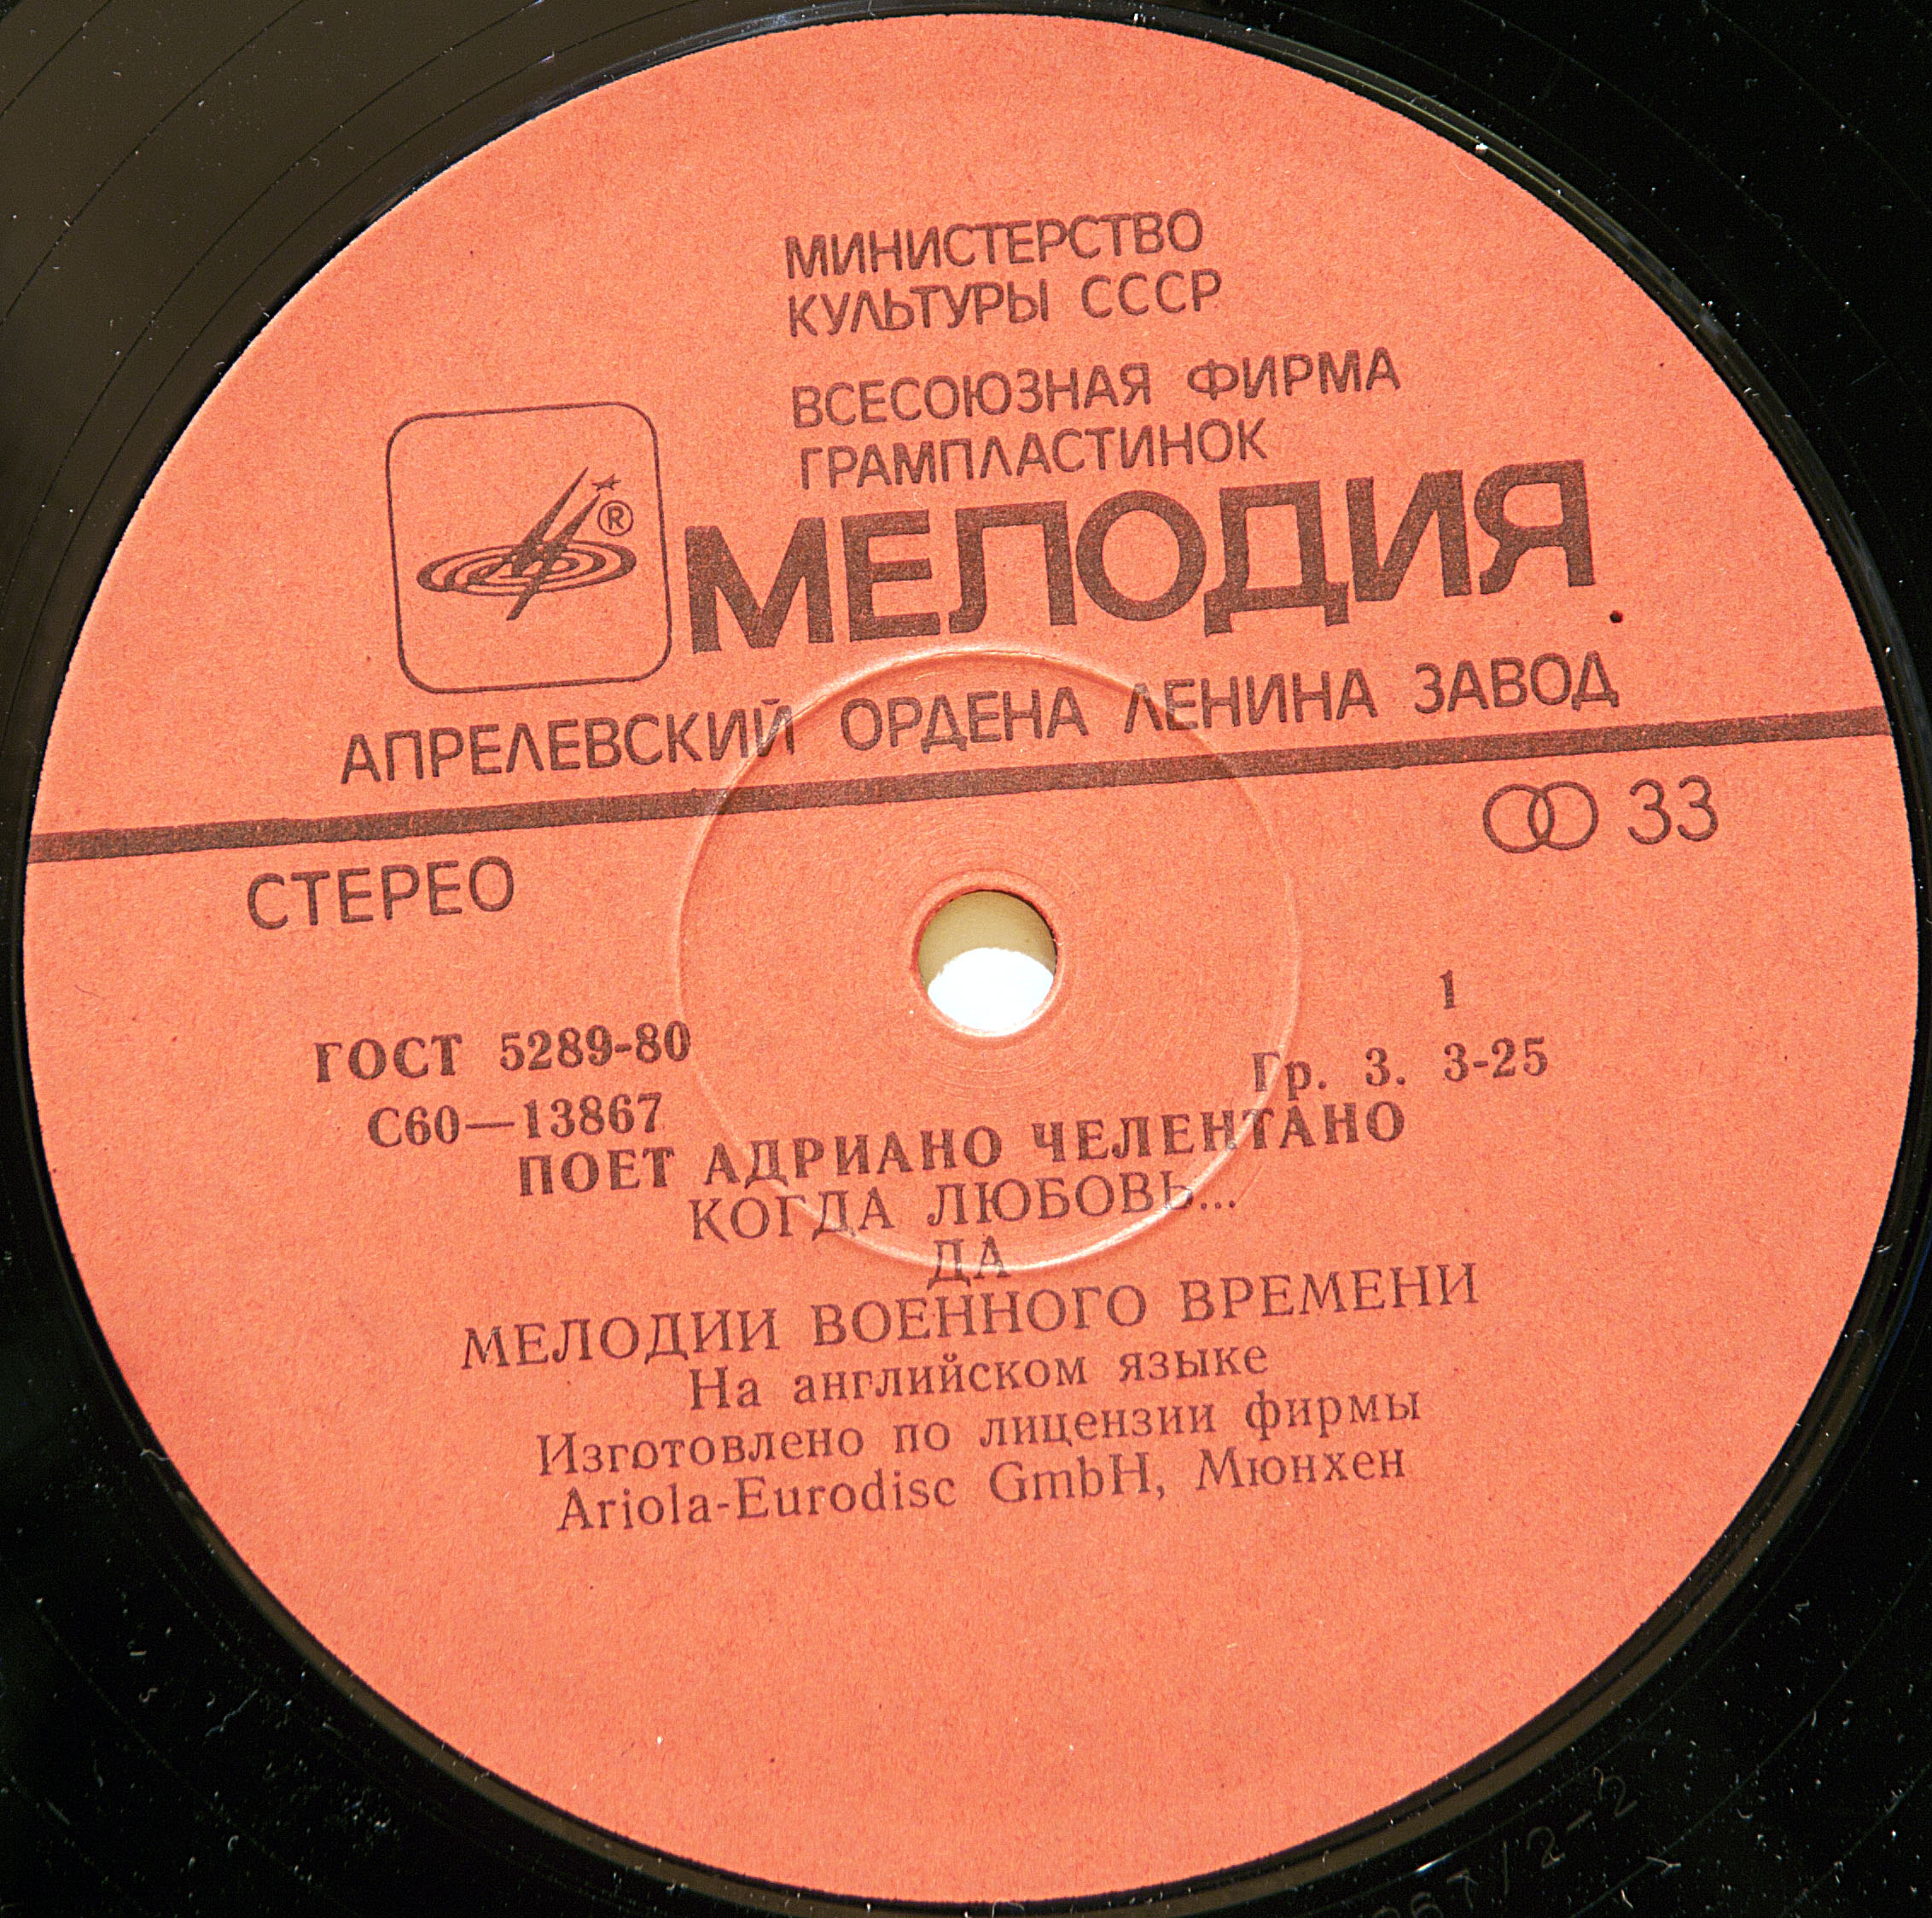 МИНИСТЕРСТВО
КУЛЬТУРЫ СССР
ВСЕСОЮЗНАЯ ФИРМА
ГРАМПЛАСТИНОК
®
МЕЛОДИЯ
АПРЕЛЕВСКИЙ ОРДЕНА ЛЕНИНА ЗАВОД
СТЕРЕО
33
ГОСТ 5289-80
1
С60—13867
Гр. 3. 3-25
ПОЕТ АДРИАНО ЧЕЛЕНТАНО
КОГДА ЛЮБОВЬ...
ДА
МЕЛОДИИ ВОЕННОГО ВРЕМЕНИ
На английском языке
Изготовлено по лицензии фирмы
Ariola-Eurodisc GmbH, Мюнхен